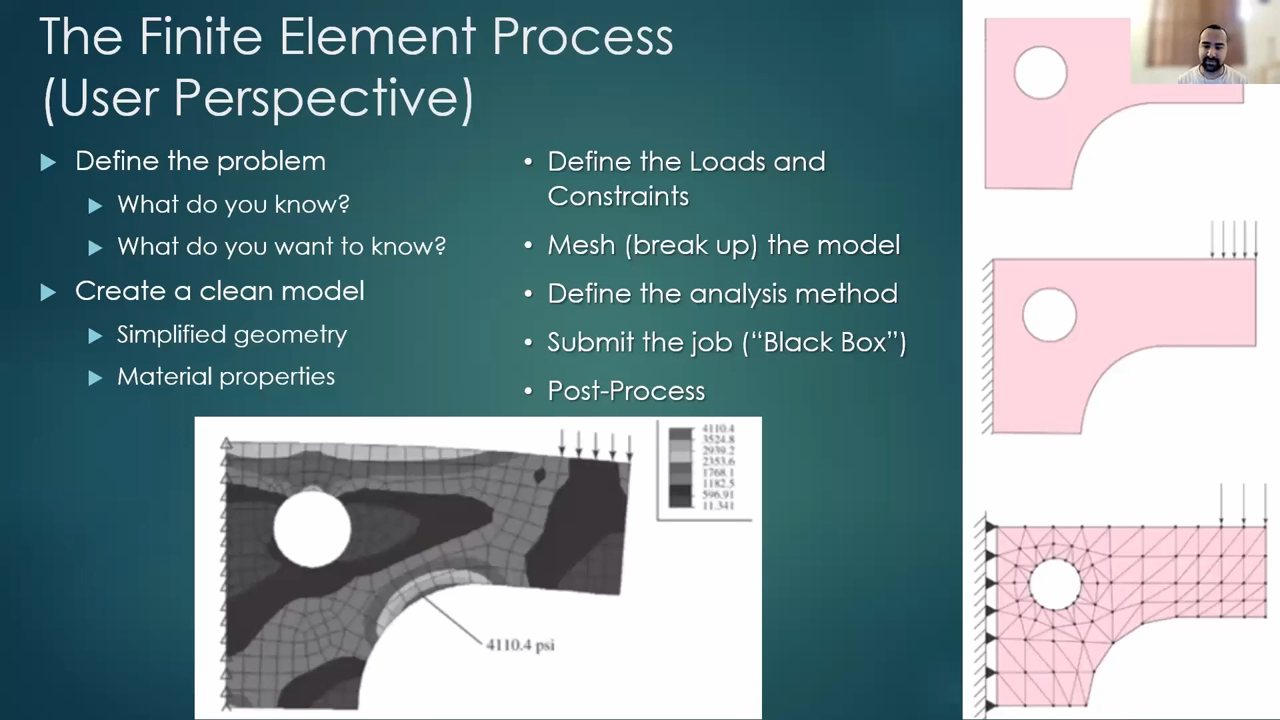 The Finite Element Process
(User Perspective)
Define the problem
What do you know?
What do you want to know?
Create a clean model
Simplified geometry
Material properties
• Define the Loads and
Constraints
• Mesh (break up) the model
• Define the analysis method
• Submit the job (“Black Box”)
• Post-Process
4110.4
3524.8
2939.2
2353.6
1768.1
1182.5
596.91
11.341
4110.4 psi